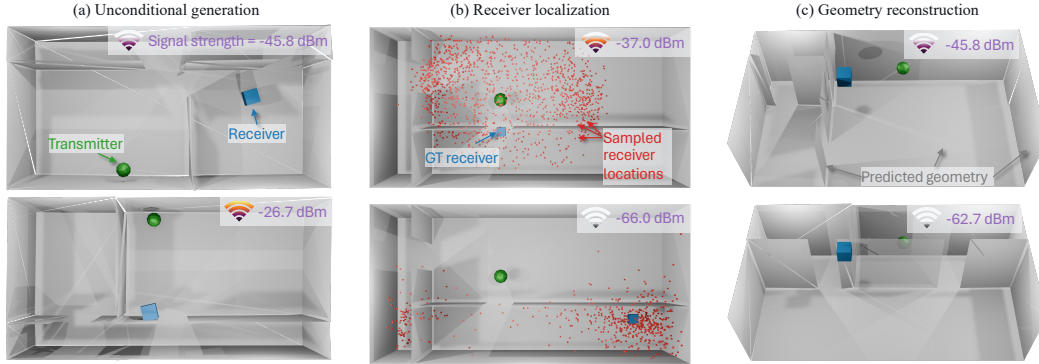 (a) Unconditional generation
Signal strength = -45.8 dBm
Transmitter
Receiver
-26.7 dBm
(b) Receiver localization
-37.0 dBm
GT receiver
Sampled
receiver
locations
-66.0 dBm
(c) Geometry reconstruction
-45.8 dBm
Predicted geometry
-62.7 dBm